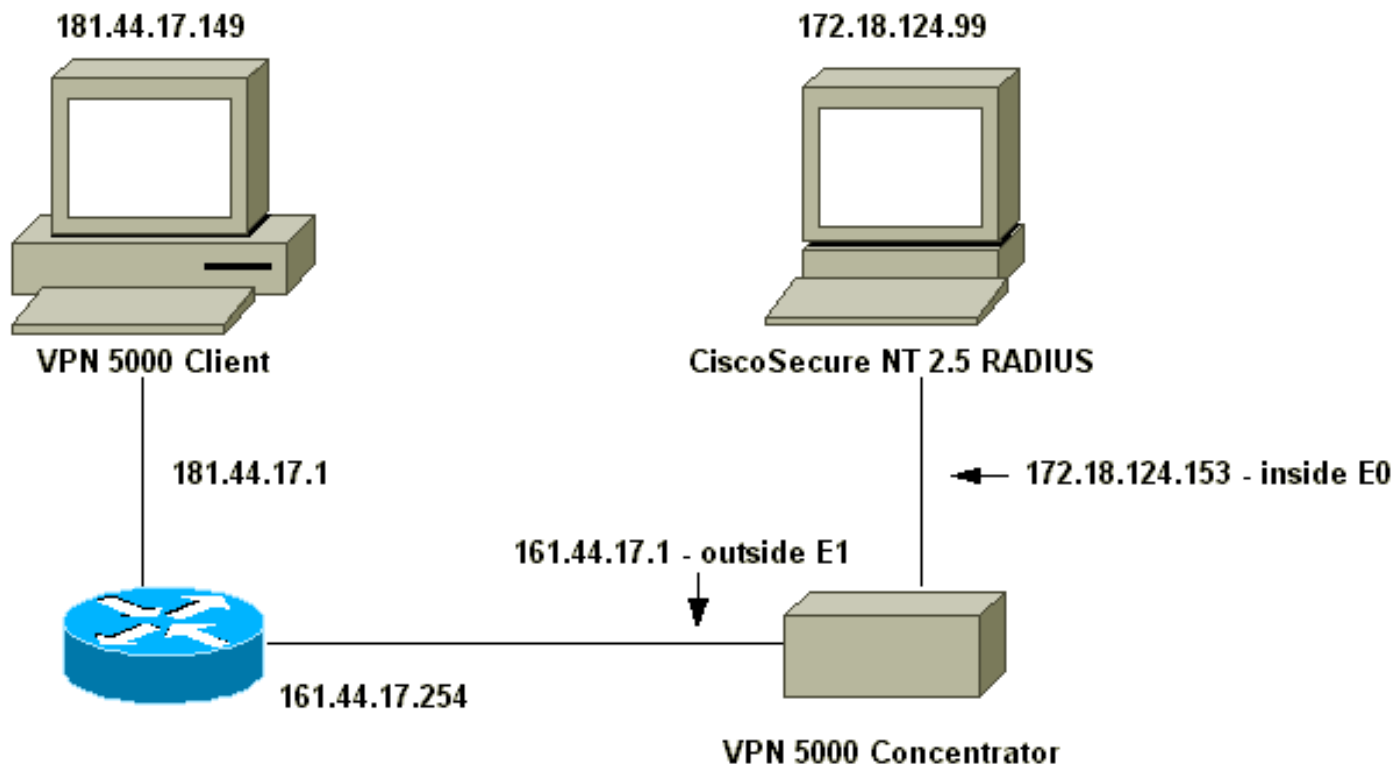 181.44.17.149
172.18.124.99
VPN 5000 Client
CiscoSecure NT 2.5 RADIUS
181.44.17.1
172.18.124.153 - inside E0
161.44.17.1 - outside E1
161.44.17.254
VPN 5000 Concentrator